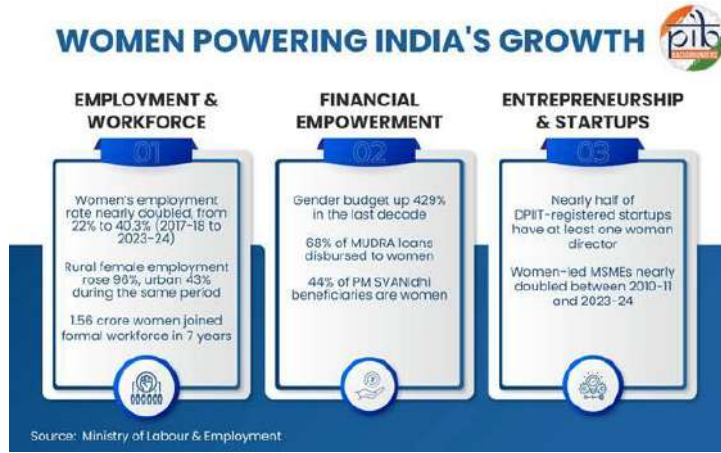 WOMEN POWERING INDIA'S GROWTH
pib
BACKGROUNDERS
EMPLOYMENT &
WORKFORCE
01
Women's employment
rate nearly doubled, from
22% to 40.3% (2017-18 to
2023-24)
Rural female employment
rose 96%, urban 43%
during the same period
1.56 crore women joined
formal workforce in 7 years
FINANCIAL
EMPOWERMENT
02
Gender budget up 429%
in the last decade
68% of MUDRA loans
disbursed to women
44% of PM SVANidhi
beneficiaries are women
ENTREPRENEURSHIP
& STARTUPS
03
Nearly half of
DPIIT-registered startups
have at least one woman
director
Women-led MSMEs nearly
doubled between 2010-11
and 2023-24
Source: Ministry of Labour & Employment